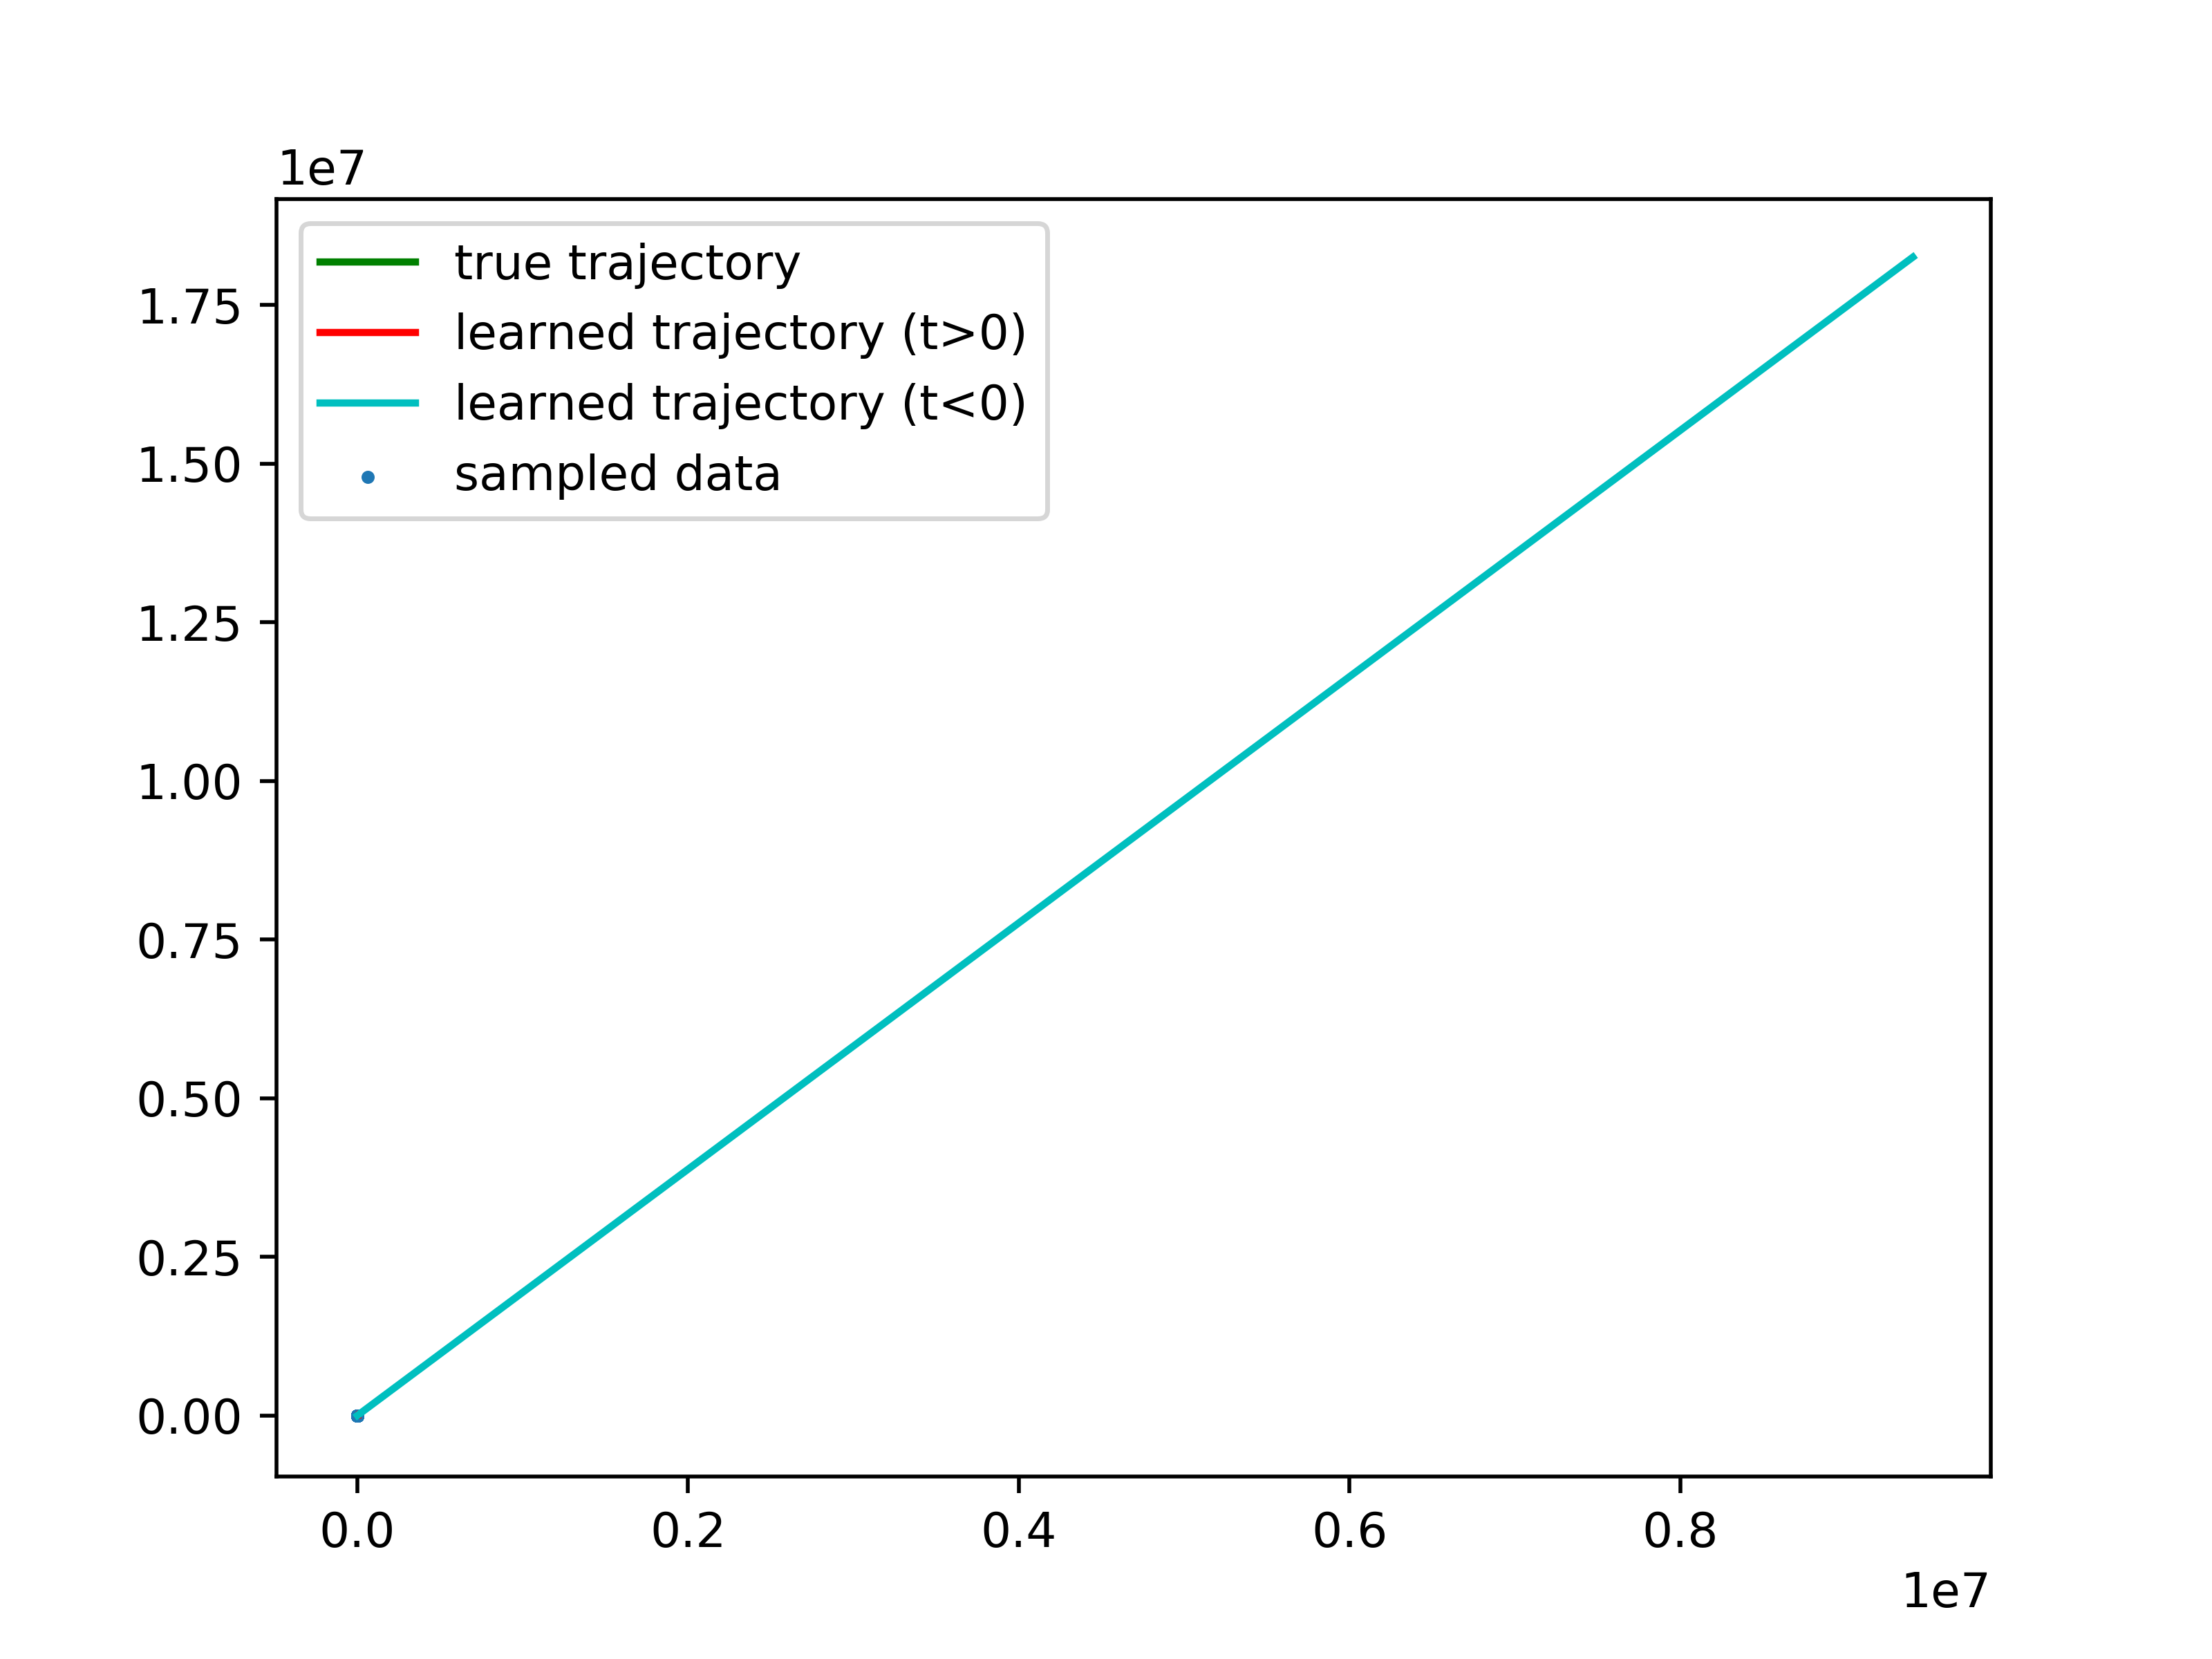 1e7
true trajectory
learned trajectory (t>0)
learned trajectory (t<0)
sampled data
1.75
1.50
1.25
1.00
0.75
0.50
0.25
0.00
0.0 0.2 0.4 0.6 0.8
1e7